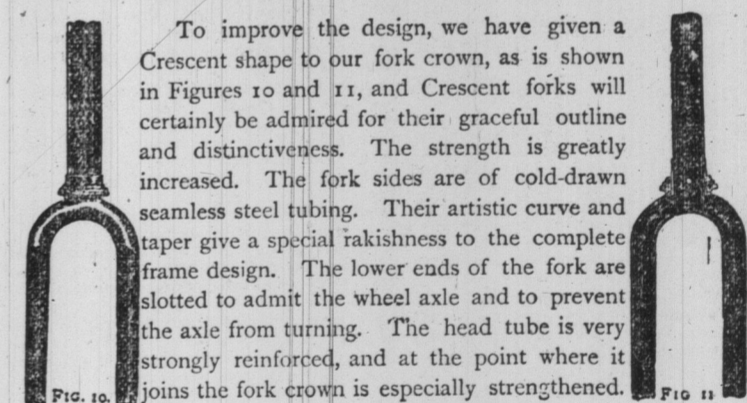 To improve the design, we have given a
Crescent shape to our fork crown, as is shown
in Figures 10 and 11, and Crescent forks will
certainly be admired for their graceful outline
and distinctiveness. The strength is greatly
increased. The fork sides are of cold-drawn
seamless steel tubing. Their artistic curve and
taper give a special rakishness to the complete
frame design. The lower ends of the fork are
slotted to admit the wheel axle and to prevent
the axle from turning. The head tube is very
strongly reinforced, and at the point where it
joins the fork crown is especially strengthened.
FIG. 10.
FIG 11